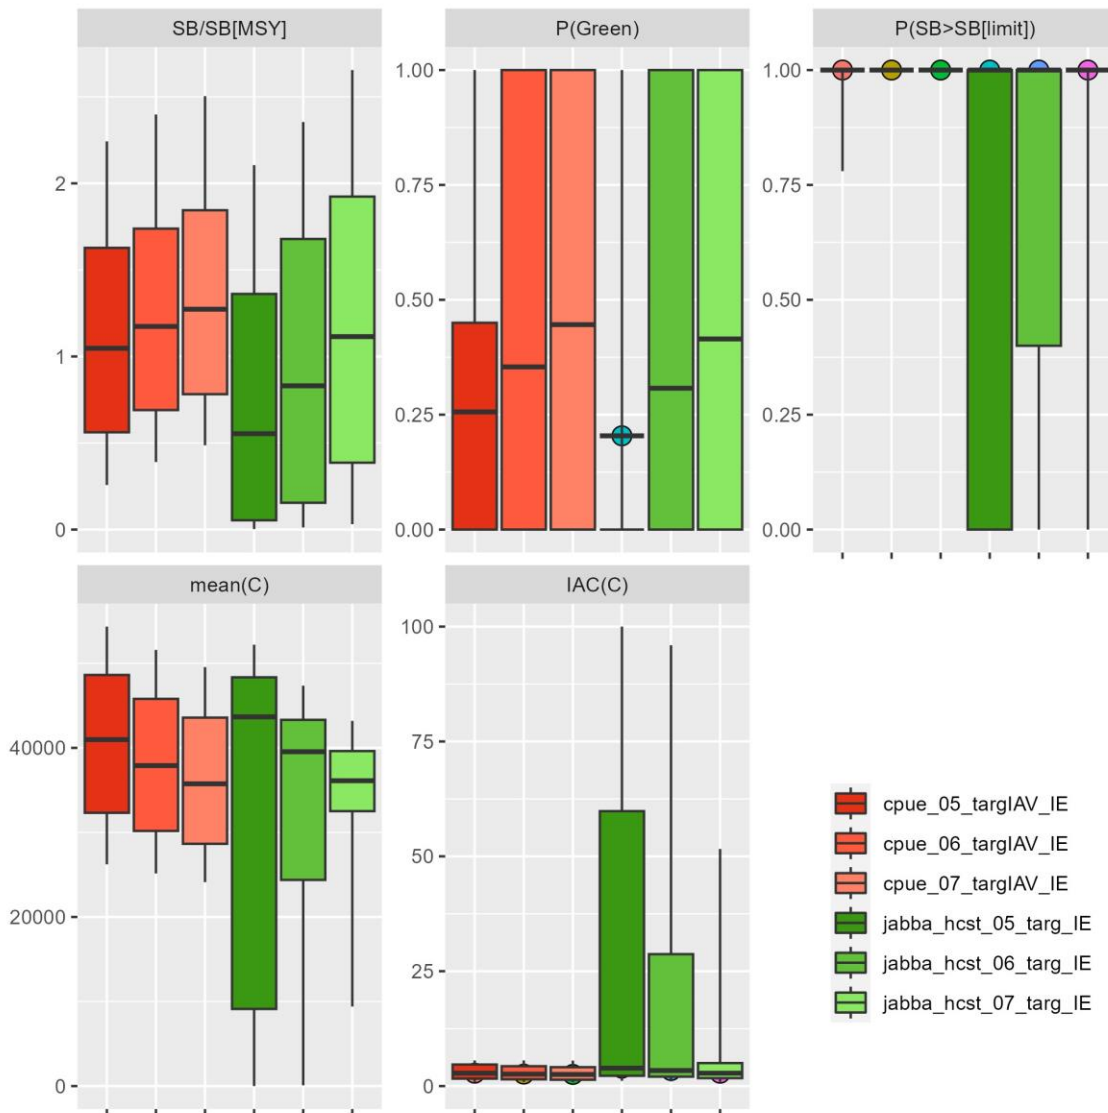 SB/SB[MSY]
P(Green)
P(SB>SB[limit])
2
1
0
1.00
0.75
0.50
0.25
0.00
1.00
0.75
0.50
0.25
0.00
mean(C)
IAC(C)
40000
20000
0
100
75
50
25
0
cpue_05_targIAV_IE
cpue_06_targIAV_IE
cpue_07_targIAV_IE
jabba_hcst_05_targ_IE
jabba_hcst_06_targ_IE
jabba_hcst_07_targ_IE